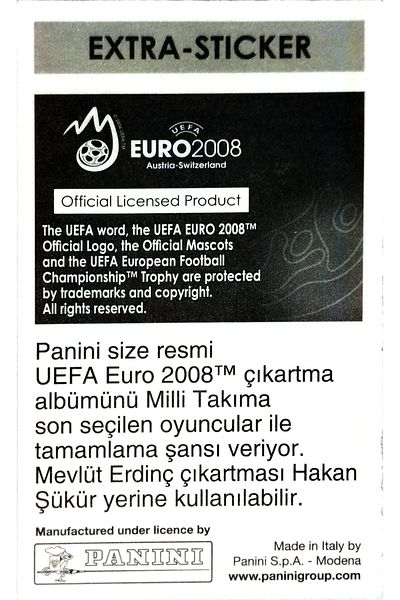 EXTRA-STICKER
UEFA
EURO2008
Austria-Switzerland
Official Licensed Product
The UEFA word, the UEFA EURO 2008™
Official Logo, the Official Mascots
and the UEFA European Football
Championship™ Trophy are protected
by trademarks and copyright.
All rights reserved.
Panini size resmi
UEFA Euro 2008™ çıkartma
albümünü Milli Takıma
son seçilen oyuncular ile
tamamlama şansı veriyor.
Mevlüt Erdinç çıkartması Hakan
Şükür yerine kullanılabilir.
Manufactured under licence by
PANINI
Made in Italy by
Panini S.p.A. - Modena
www.paninigroup.com